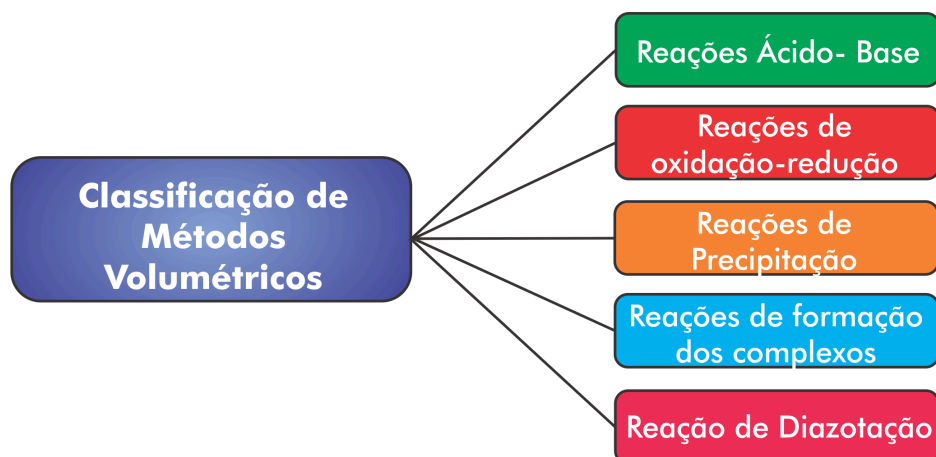 Classificação de
Métodos
Volumétricos
Reações Ácido- Base
Reações de
oxidação-redução
Reações de
Precipitação
Reações de formação
dos complexos
Reação de Diazotação